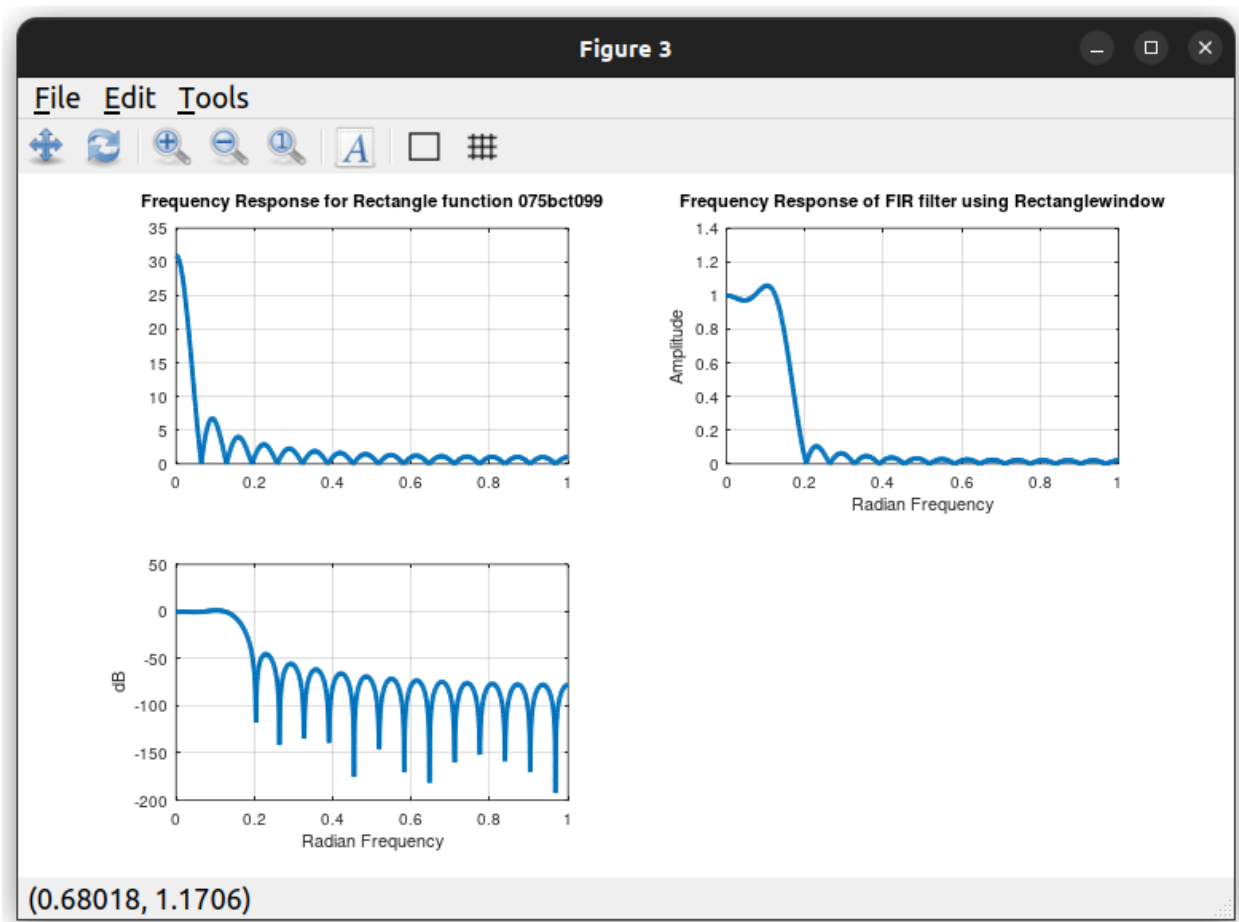 Figure 3
File Edit Tools
A
Frequency Response for Rectangle function 075bct099
35
30
25
20
15
10
5
0
0 0.2 0.4 0.6 0.8 1
Frequency Response of FIR filter using Rectanglewindow
1.4
1.2
1
0.8
0.6
0.4
0.2
0
Amplitude
0 0.2 0.4 0.6 0.8 1
Radian Frequency
50
0
-50
-100
-150
-200
dB
0 0.2 0.4 0.6 0.8 1
Radian Frequency
(0.68018, 1.1706)